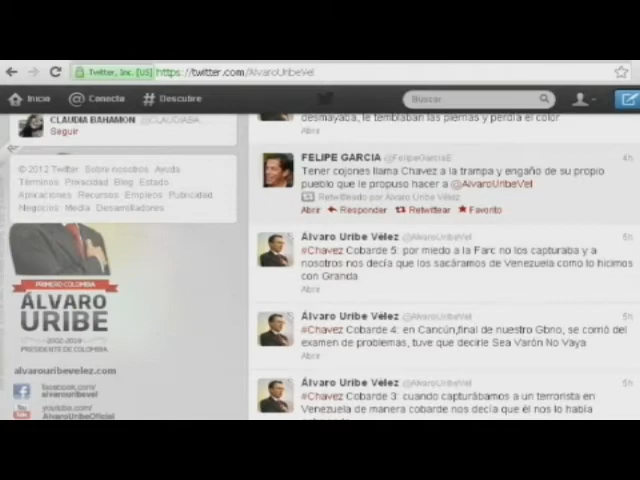 Twitter, Inc. [US] https://twitter.com/AlvaroUribeVel
Inicio @ Conecta # Descubre Buscar
CLAUDIA BAHAMON @CLAUDIABA
Seguir
© 2012 Twitter Sobre nosotros Ayuda
Términos Privacidad Blog Estado
Aplicaciones Recursos Empleos Publicidad
Negocios Media Desarrolladores
PRIMERO COLOMBIA
ÁLVARO
URIBE
2002-2010
PRESIDENTE DE COLOMBIA
alvarouribevelez.com
facebook.com/
alvarouribevel
youtube.com/
AlvaroUribeOficial
desmayaba, le temblaban las piernas y perdía el color
Abrir
FELIPE GARCIA @FelipeGarciaE 4h
Tener cojones llama Chavez a la trampa y engaño de su propio
pueblo que le propuso hacer a @AlvaroUribeVel
Retwitteado por Álvaro Uribe Vélez
Abrir Responder Retwittear Favorito
Álvaro Uribe Vélez @AlvaroUribeVel 5h
#Chavez Cobarde 5: por miedo a la Farc no los capturaba y a
nosotros nos decía que los sacáramos de Venezuela como lo hicimos
con Granda
Abrir
Álvaro Uribe Vélez @AlvaroUribeVel 5h
#Chavez Cobarde 4: en Cancún,final de nuestro Gbno, se corrió del
examen de problemas, tuve que decirle Sea Varón No Vaya
Abrir
Álvaro Uribe Vélez @AlvaroUribeVel 5h
#Chavez Cobarde 3: cuando capturábamos a un terrorista en
Venezuela de manera cobarde nos decía que él nos lo había